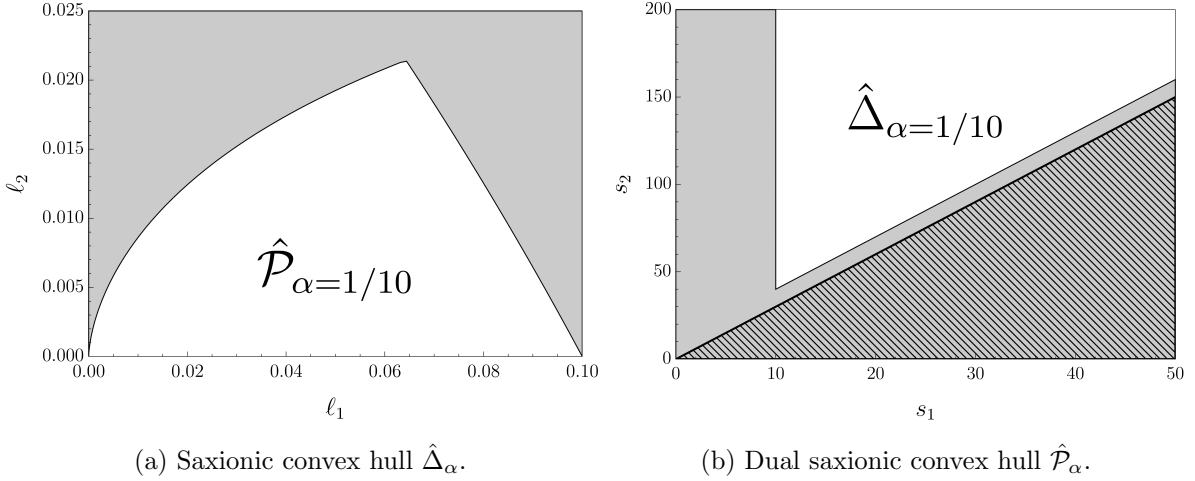 0.025
0.020
0.015
0.010
0.005
0.000
ℓ₂
𝒫̂α=1/10
0.00 0.02 0.04 0.06 0.08 0.10
ℓ₁
200
150
100
50
0
s₂
Δ̂α=1/10
0 10 20 30 40 50
s₁
(a) Saxionic convex hull Δ̂α.
(b) Dual saxionic convex hull 𝒫̂α.